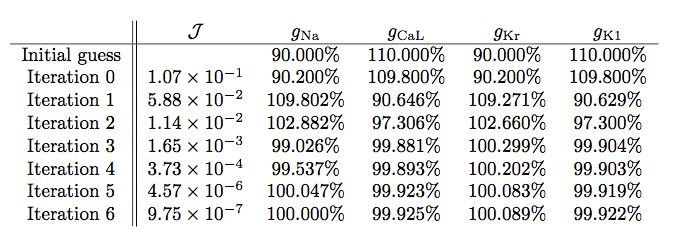 𝒥 g_Na g_CaL g_Kr g_K1
Initial guess 90.000% 110.000% 90.000% 110.000%
Iteration 0 1.07 × 10⁻¹ 90.200% 109.800% 90.200% 109.800%
Iteration 1 5.88 × 10⁻² 109.802% 90.646% 109.271% 90.629%
Iteration 2 1.14 × 10⁻² 102.882% 97.306% 102.660% 97.300%
Iteration 3 1.65 × 10⁻³ 99.026% 99.881% 100.299% 99.904%
Iteration 4 3.73 × 10⁻⁴ 99.537% 99.893% 100.202% 99.903%
Iteration 5 4.57 × 10⁻⁶ 100.047% 99.923% 100.083% 99.919%
Iteration 6 9.75 × 10⁻⁷ 100.000% 99.925% 100.089% 99.922%